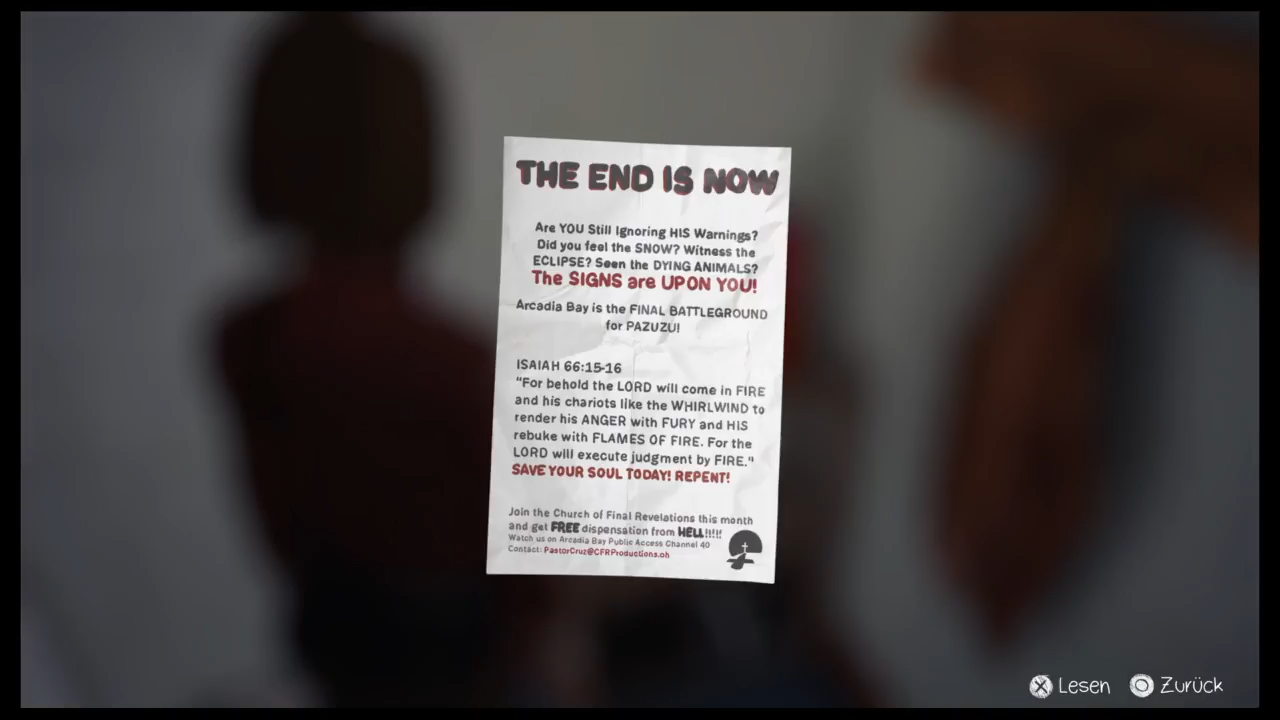 THE END IS NOW
Are YOU Still Ignoring HIS Warnings?
Did you feel the SNOW? Witness the
ECLIPSE? Seen the DYING ANIMALS?
The SIGNS are UPON YOU!
Arcadia Bay is the FINAL BATTLEGROUND
for PAZUZU!
ISAIAH 66:15-16
"For behold the LORD will come in FIRE
and his chariots like the WHIRLWIND to
render his ANGER with FURY and HIS
rebuke with FLAMES OF FIRE. For the
LORD will execute judgment by FIRE."
SAVE YOUR SOUL TODAY! REPENT!
Join the Church of Final Revelations this month
and get FREE dispensation from HELL!!!!!
Watch us on Arcadia Bay Public Access Channel 40
Contact: PastorCruz@CFRProductions.oh
Lesen Zurück